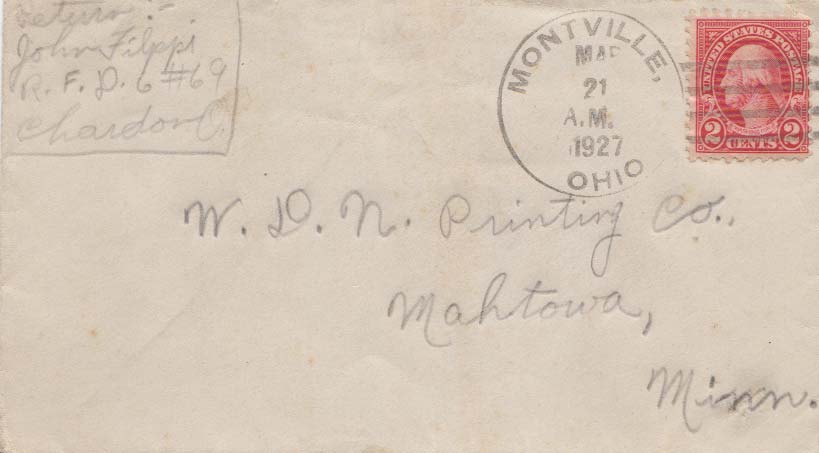 Return:-
John Filppi
R. F. D. 6 #69
Chardon O.
MONTVILLE,
MAR
21
A.M.
1927
OHIO
UNITED STATES POSTAGE
2 CENTS 2
W. D. N. Printing Co.,
Mahtowa,
Minn.